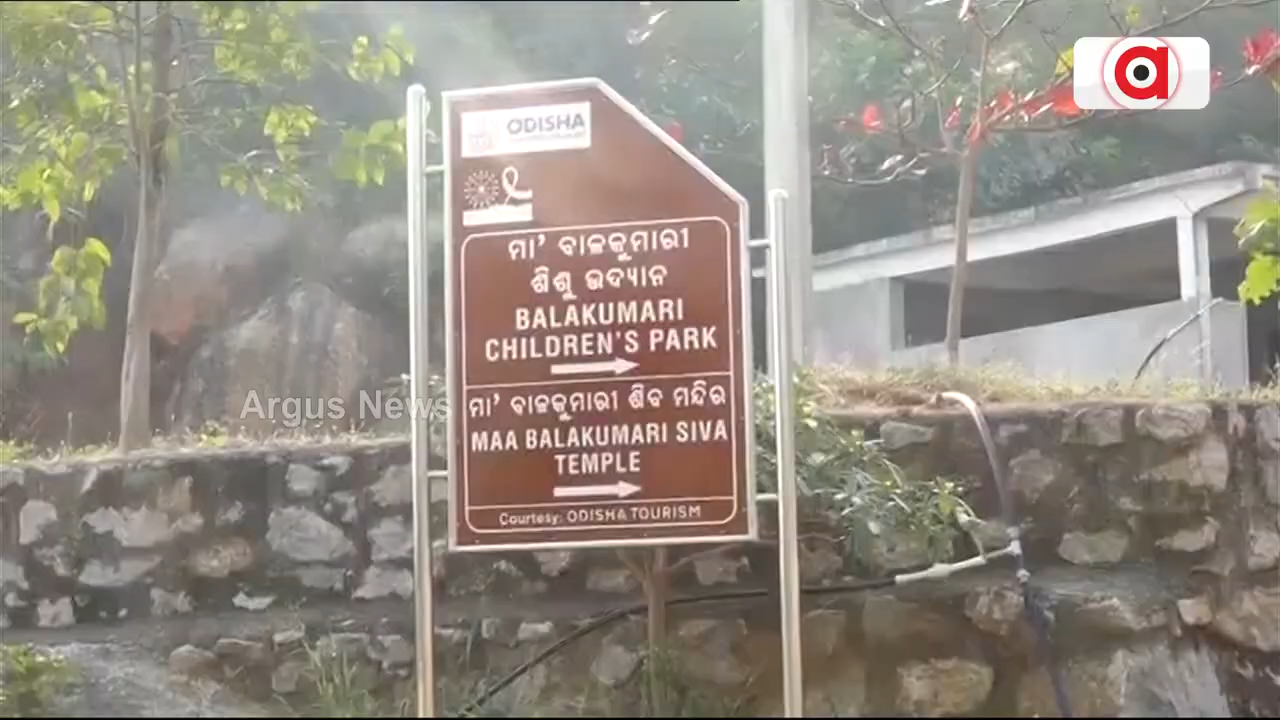 ODISHA
ମା' ବାଳକୁମାରୀ
ଶିଶୁ ଉଦ୍ୟାନ
BALAKUMARI
CHILDREN'S PARK
ମା' ବାଳକୁମାରୀ ଶିବ ମନ୍ଦିର
MAA BALAKUMARI SIVA
TEMPLE
Courtesy: ODISHA TOURISM
Argus News
a